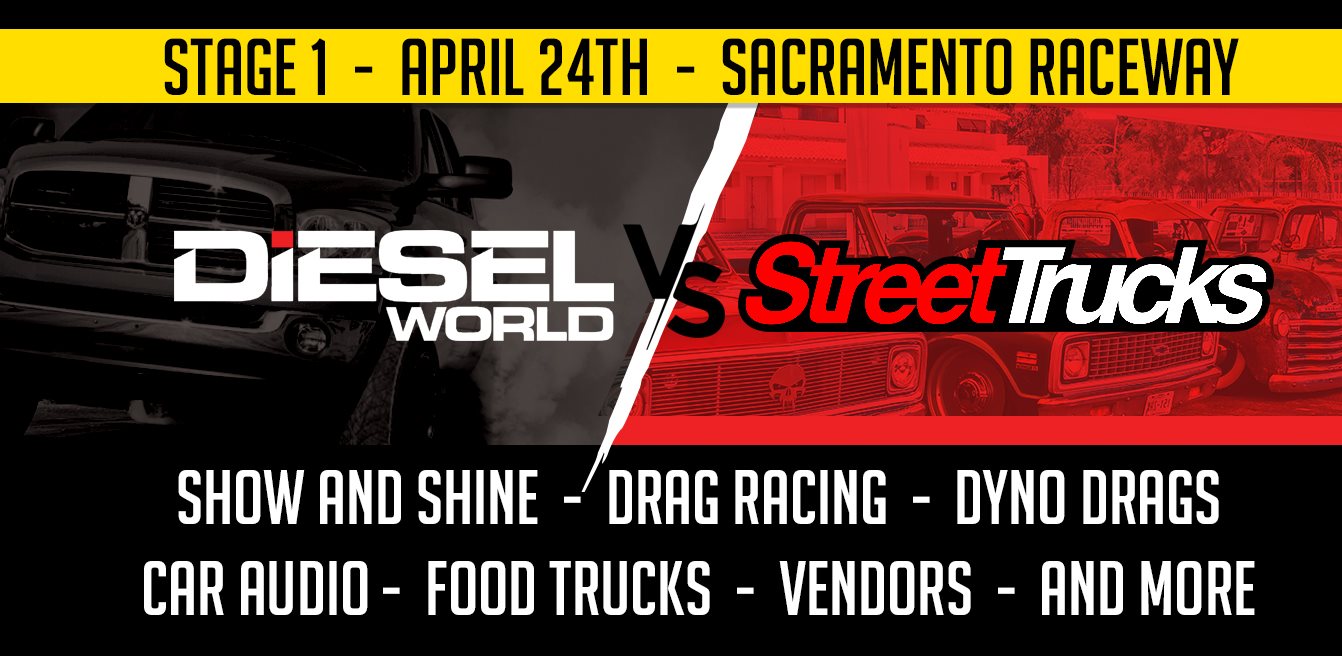 STAGE 1 - APRIL 24TH - SACRAMENTO RACEWAY
DiESEL
WORLD
VS
StreetTrucks
SHOW AND SHINE - DRAG RACING - DYNO DRAGS
CAR AUDIO - FOOD TRUCKS - VENDORS - AND MORE